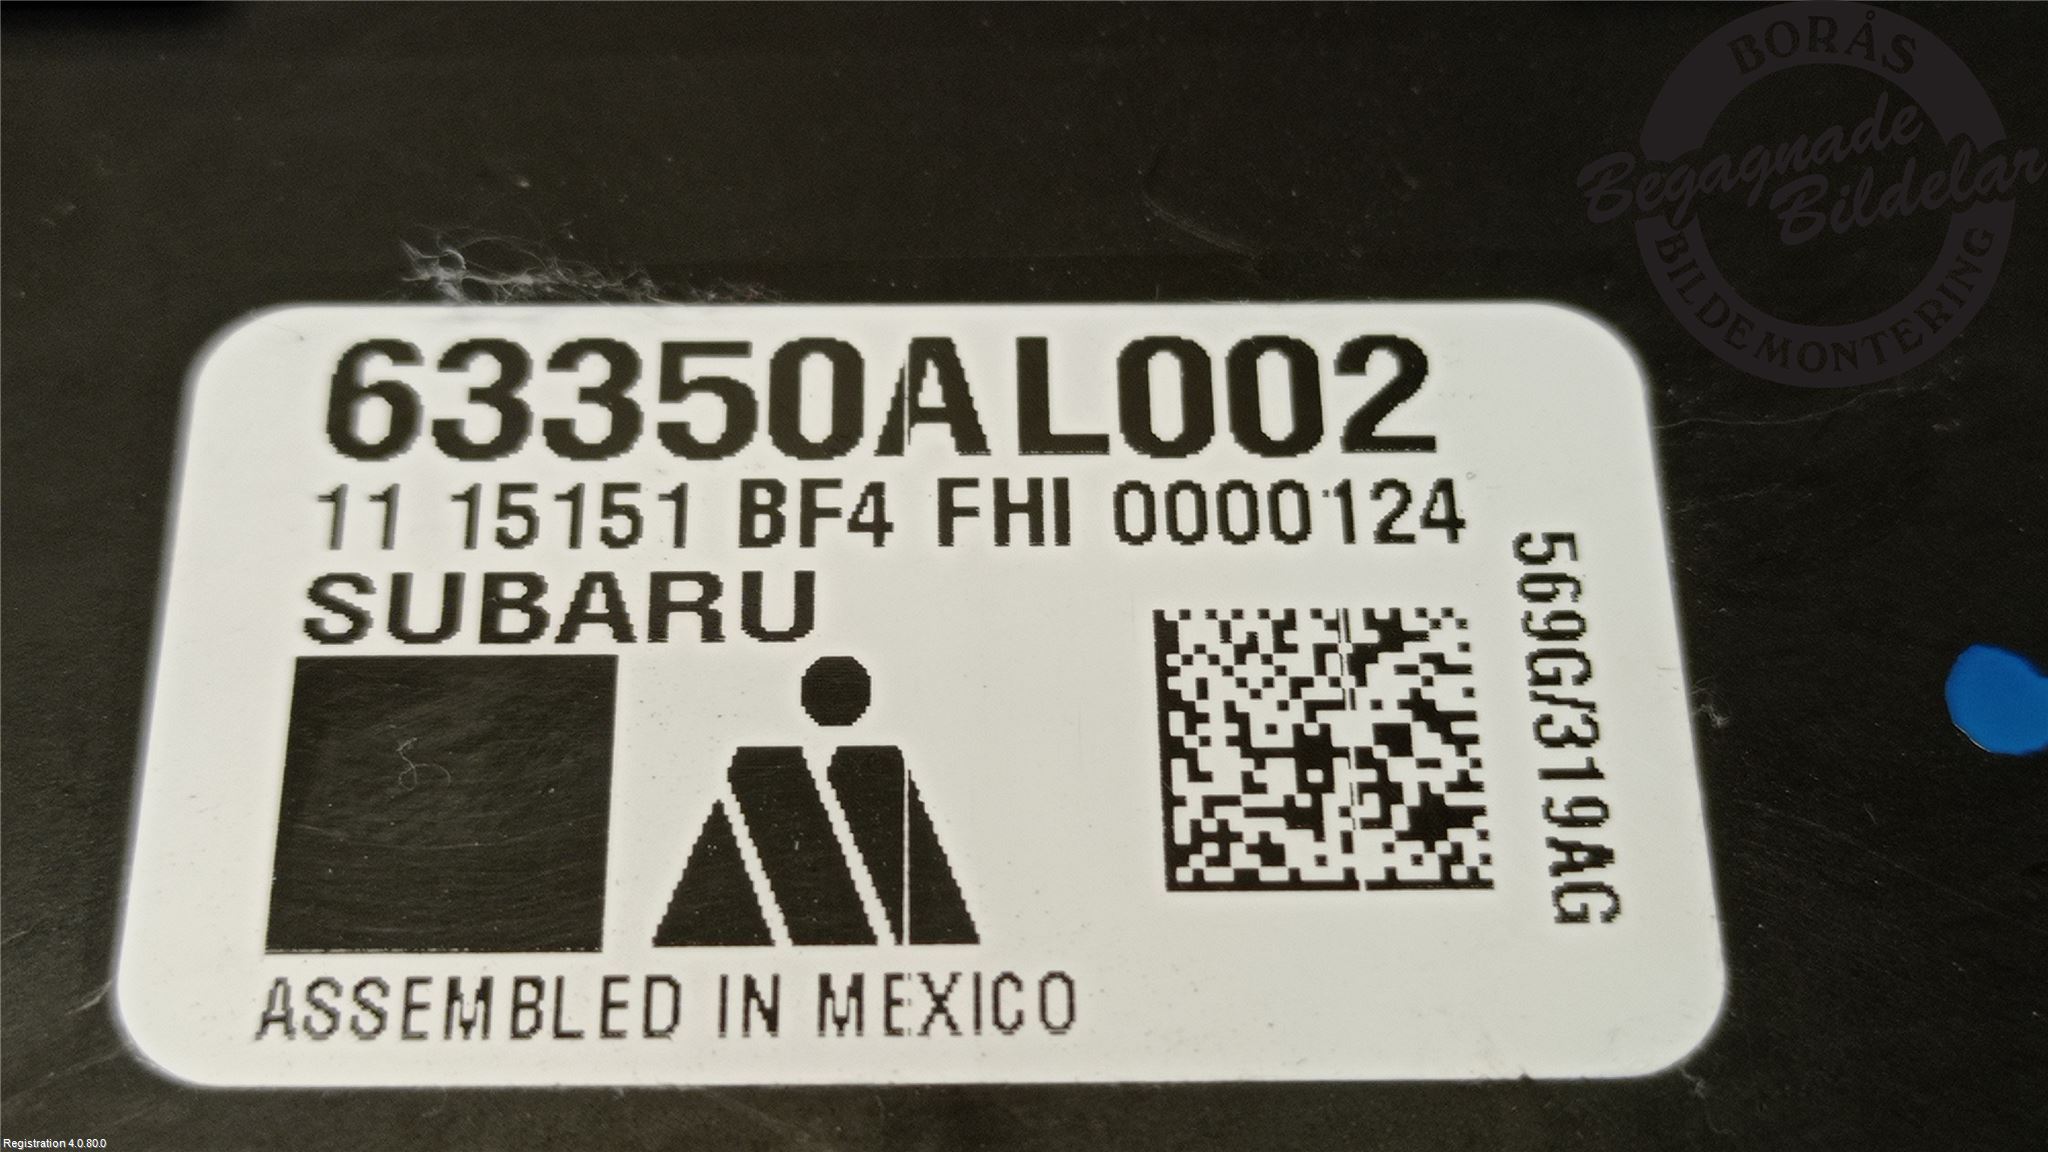 BORÅS
Begagnade
Bildelar
BILDEMONTERING
63350AL002
11 15151 BF4 FHI 0000124
SUBARU
569G/319AG
ASSEMBLED IN MEXICO
Registration 4.0.80.0